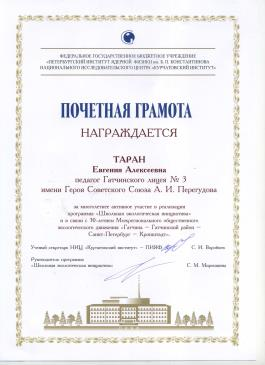 ФЕДЕРАЛЬНОЕ ГОСУДАРСТВЕННОЕ БЮДЖЕТНОЕ УЧРЕЖДЕНИЕ
«ПЕТЕРБУРГСКИЙ ИНСТИТУТ ЯДЕРНОЙ ФИЗИКИ им. Б. П. КОНСТАНТИНОВА
НАЦИОНАЛЬНОГО ИССЛЕДОВАТЕЛЬСКОГО ЦЕНТРА «КУРЧАТОВСКИЙ ИНСТИТУТ»
ПОЧЕТНАЯ ГРАМОТА
НАГРАЖДАЕТСЯ
ТАРАН
Евгения Алексеевна
педагог Гатчинского лицея № 3
имени Героя Советского Союза А. И. Перегудова
за многолетнее активное участие в реализации
программы «Школьная экологическая инициатива»
и в связи с 30-летием Межрегионального общественного
экологического движения «Гатчина – Гатчинский район –
Санкт-Петербург – Кронштадт».
Ученый секретарь НИЦ «Курчатовский институт» – ПИЯФ С. И. Воробьев
Руководитель программы
«Школьная экологическая инициатива» С. М. Морошкина